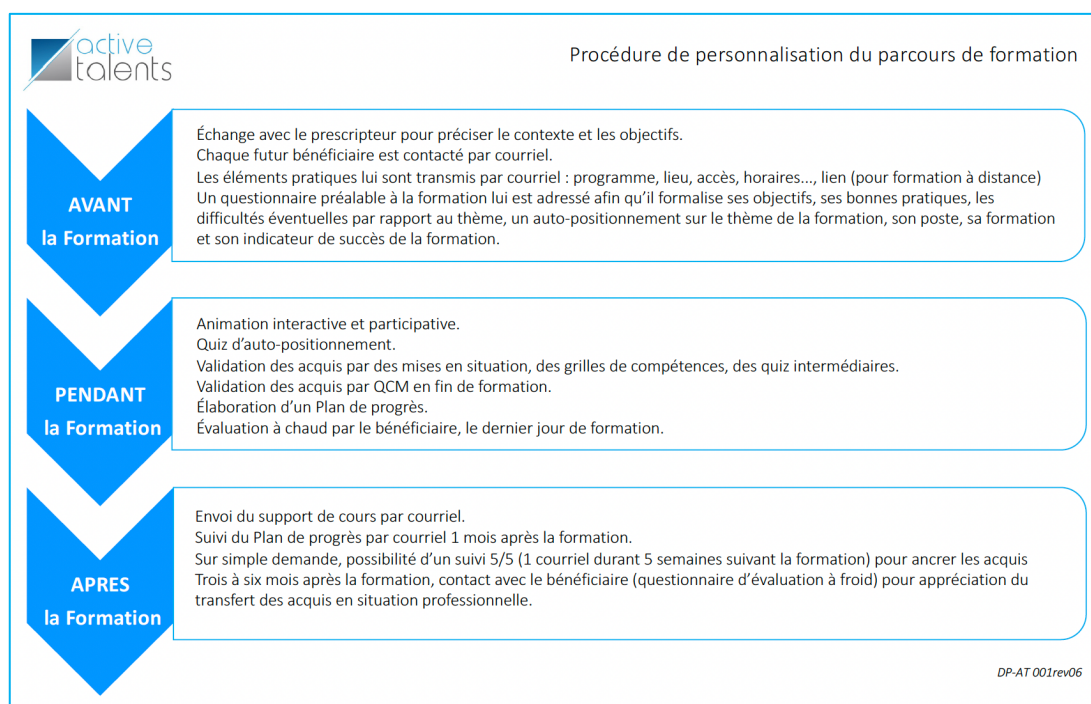 active
talents
Procédure de personnalisation du parcours de formation
AVANT
la Formation
Échange avec le prescripteur pour préciser le contexte et les objectifs.
Chaque futur bénéficiaire est contacté par courriel.
Les éléments pratiques lui sont transmis par courriel : programme, lieu, accès, horaires..., lien (pour formation à distance)
Un questionnaire préalable à la formation lui est adressé afin qu'il formalise ses objectifs, ses bonnes pratiques, les
difficultés éventuelles par rapport au thème, un auto-positionnement sur le thème de la formation, son poste, sa formation
et son indicateur de succès de la formation.
PENDANT
la Formation
Animation interactive et participative.
Quiz d'auto-positionnement.
Validation des acquis par des mises en situation, des grilles de compétences, des quiz intermédiaires.
Validation des acquis par QCM en fin de formation.
Élaboration d'un Plan de progrès.
Évaluation à chaud par le bénéficiaire, le dernier jour de formation.
APRES
la Formation
Envoi du support de cours par courriel.
Suivi du Plan de progrès par courriel 1 mois après la formation.
Sur simple demande, possibilité d'un suivi 5/5 (1 courriel durant 5 semaines suivant la formation) pour ancrer les acquis
Trois à six mois après la formation, contact avec le bénéficiaire (questionnaire d'évaluation à froid) pour appréciation du
transfert des acquis en situation professionnelle.
DP-AT 001rev06